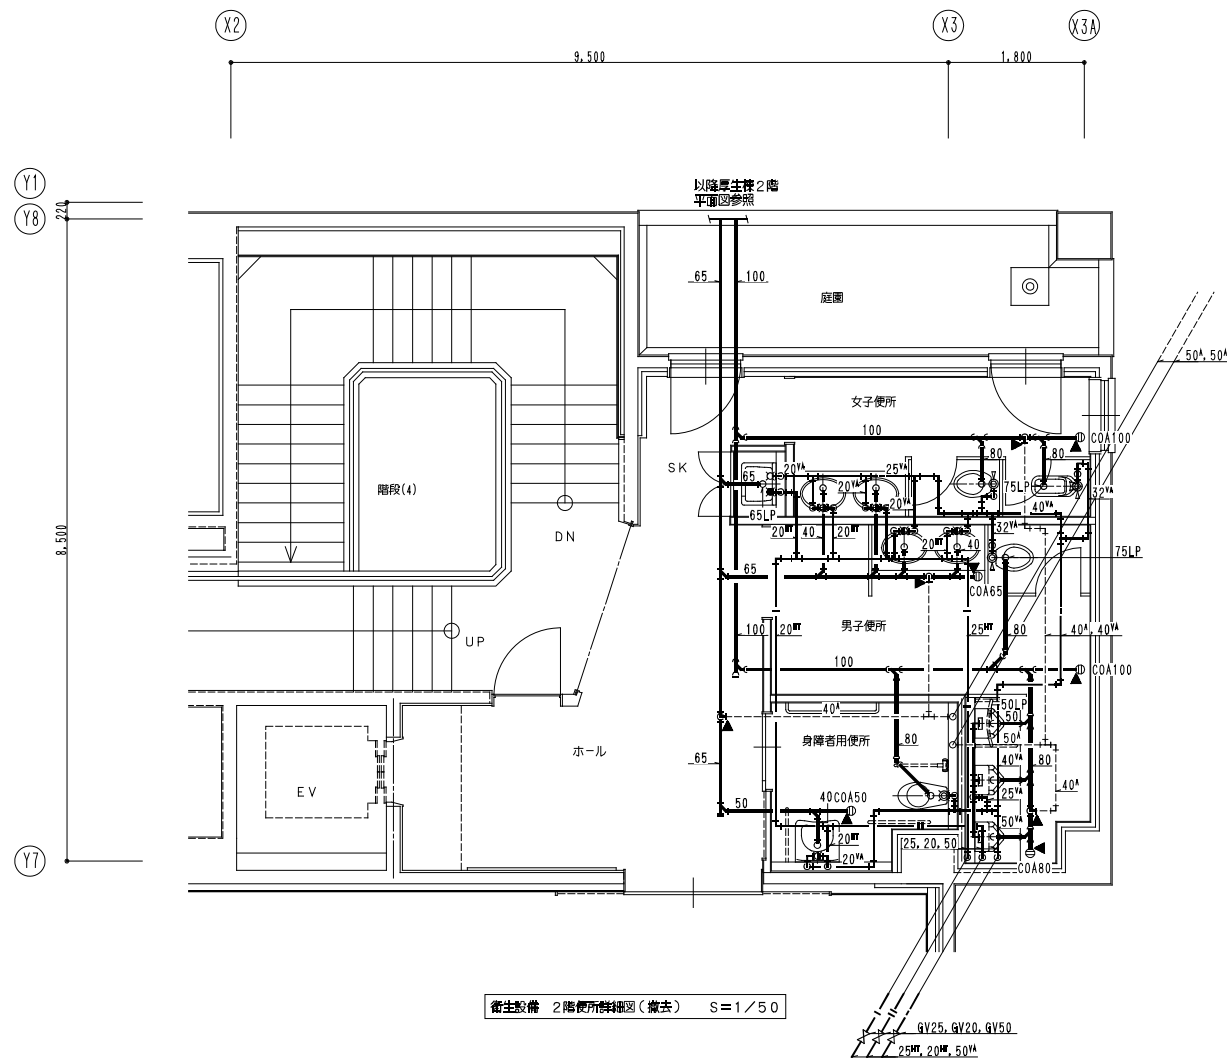 X2
X3
X3A
9,500
1,800
Y1
Y8
220
以降厚生棟2階
平面図参照
65
100
庭園
50A, 50A
女子便所
100
COA100
SK
65
20VA
25VA
80
80
20VA
75LP
32VA
階段(4)
65LP
40VA
DN
20HT
40
20HT
32VA
8,500
20HT
40
75LP
65
COA65
UP
100
20HT
男子便所
25HT
80
40A, 40VA
100
COA100
40A
50LP
50
ホール
身障者用便所
80
50A
65
40VA
80
EV
25VA
40A
50
40
COA50
50VA
20HT
25, 20, 50
20VA
Y7
COA80
衛生設備 2階便所詳細図(撤去) S=1/50
GV25, GV20, GV50
25HT, 20HT, 50VA